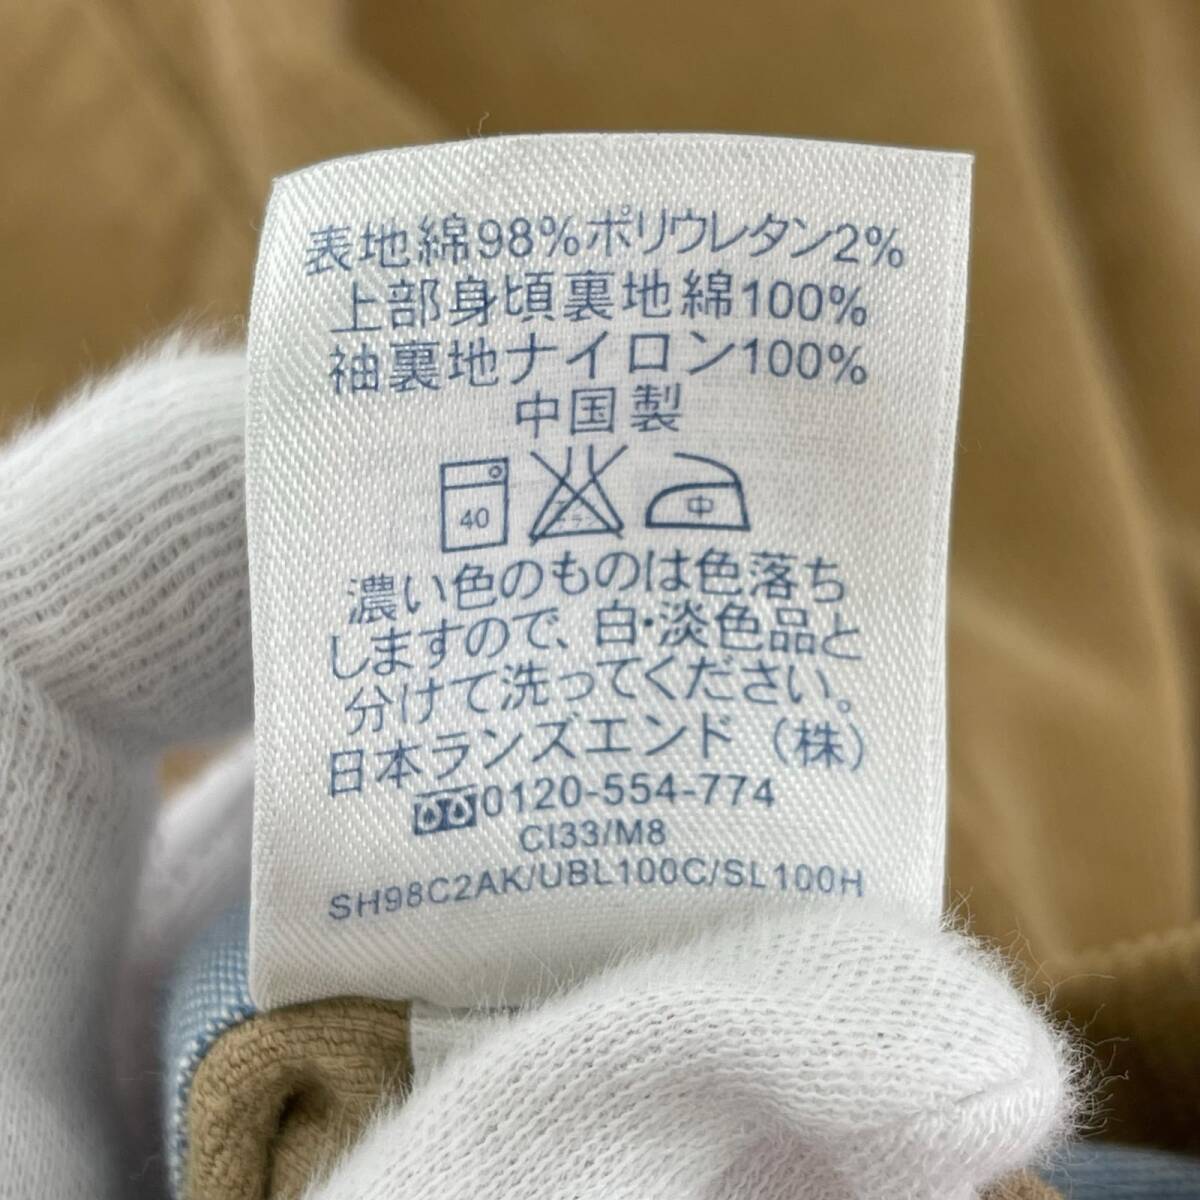 表地綿98%ポリウレタン2%
上部身頃裏地綿100%
袖裏地ナイロン100%
中国製
40
中
濃い色のものは色落ち
しますので、白・淡色品と
分けて洗ってください。
日本ランズエンド（株）
0120-554-774
CI33/M8
SH98C2AK/UBL100C/SL100H